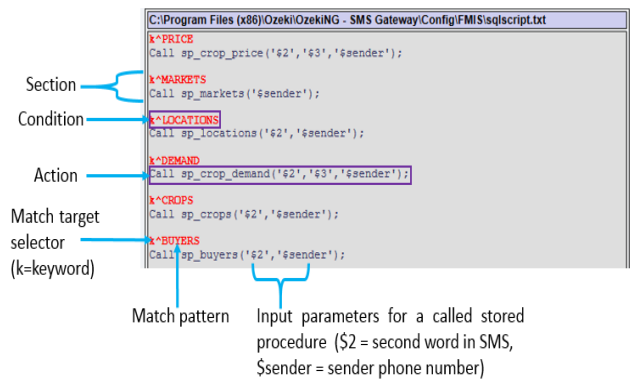 C:\Program Files (x86)\Ozeki\OzekiNG - SMS Gateway\Config\FMIS\sqlscript.txt
k^PRICE
Call sp_crop_price('$2','$3','$sender');
k^MARKETS
Call sp_markets('$sender');
k^LOCATIONS
Call sp_locations('$2','$sender');
k^DEMAND
Call sp_crop_demand('$2','$3','$sender');
k^CROPS
Call sp_crops('$2','$sender');
k^BUYERS
Call sp_buyers('$2','$sender');
Section
Condition
Action
Match target
selector
(k=keyword)
Match pattern
Input parameters for a called stored
procedure ($2 = second word in SMS,
$sender = sender phone number)